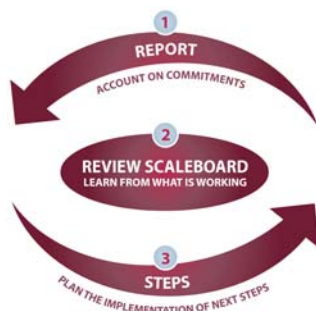 1
REPORT
ACCOUNT ON COMMITMENTS
2
REVIEW SCALEBOARD
LEARN FROM WHAT IS WORKING
3
STEPS
PLAN THE IMPLEMENTATION OF NEXT STEPS